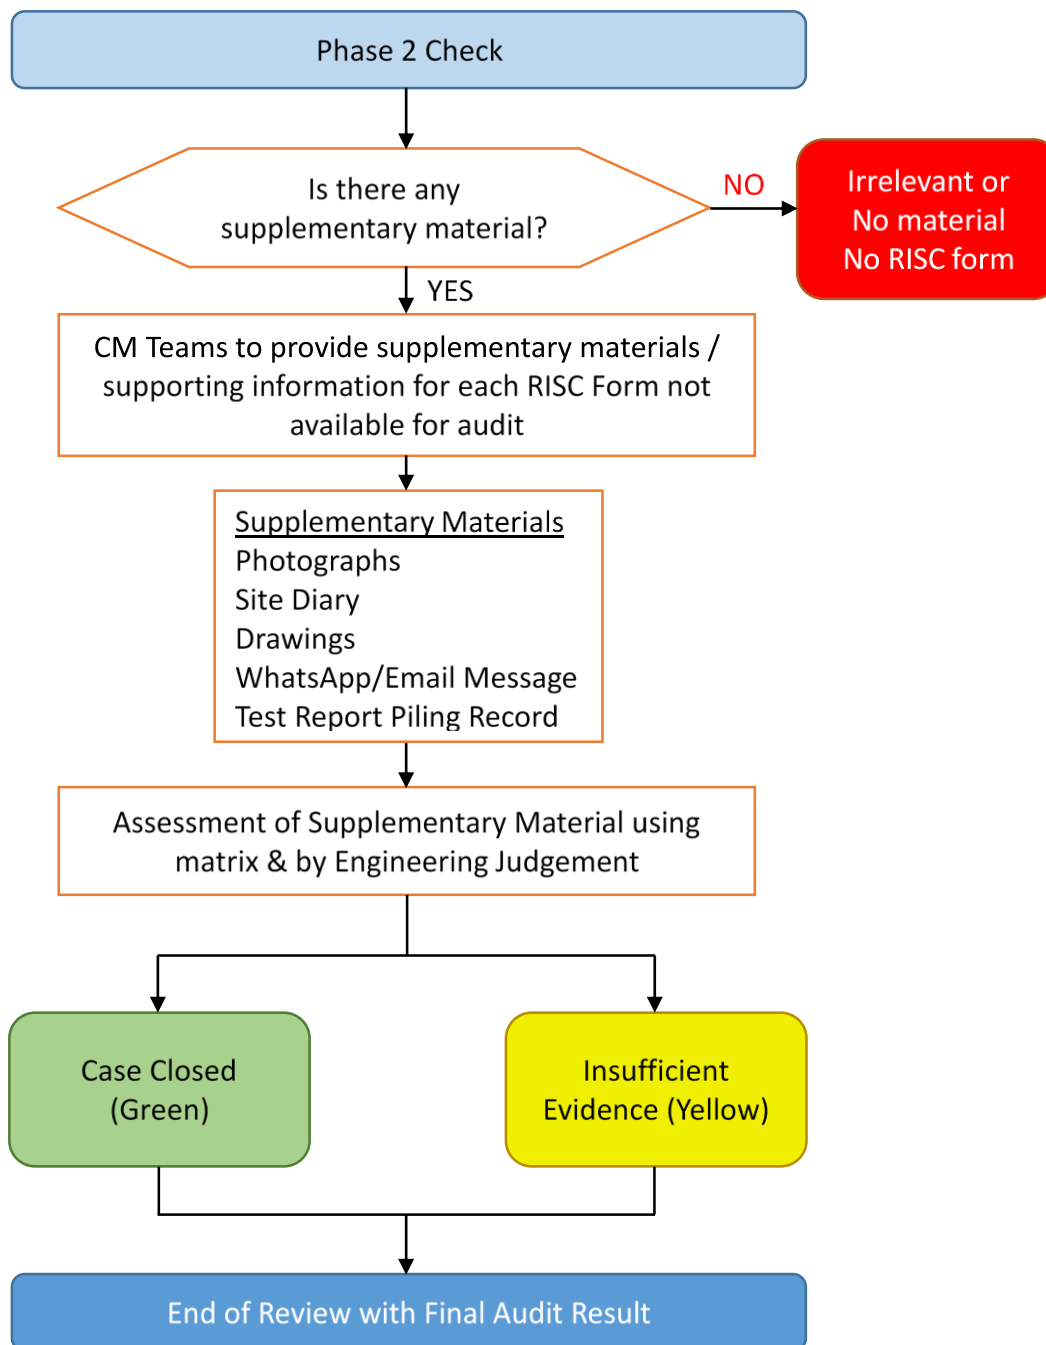 Phase 2 Check
Is there any
supplementary material?
NO
Irrelevant or
No material
No RISC form
YES
CM Teams to provide supplementary materials /
supporting information for each RISC Form not
available for audit
Supplementary Materials
Photographs
Site Diary
Drawings
WhatsApp/Email Message
Test Report Piling Record
Assessment of Supplementary Material using
matrix & by Engineering Judgement
Case Closed
(Green)
Insufficient
Evidence (Yellow)
End of Review with Final Audit Result